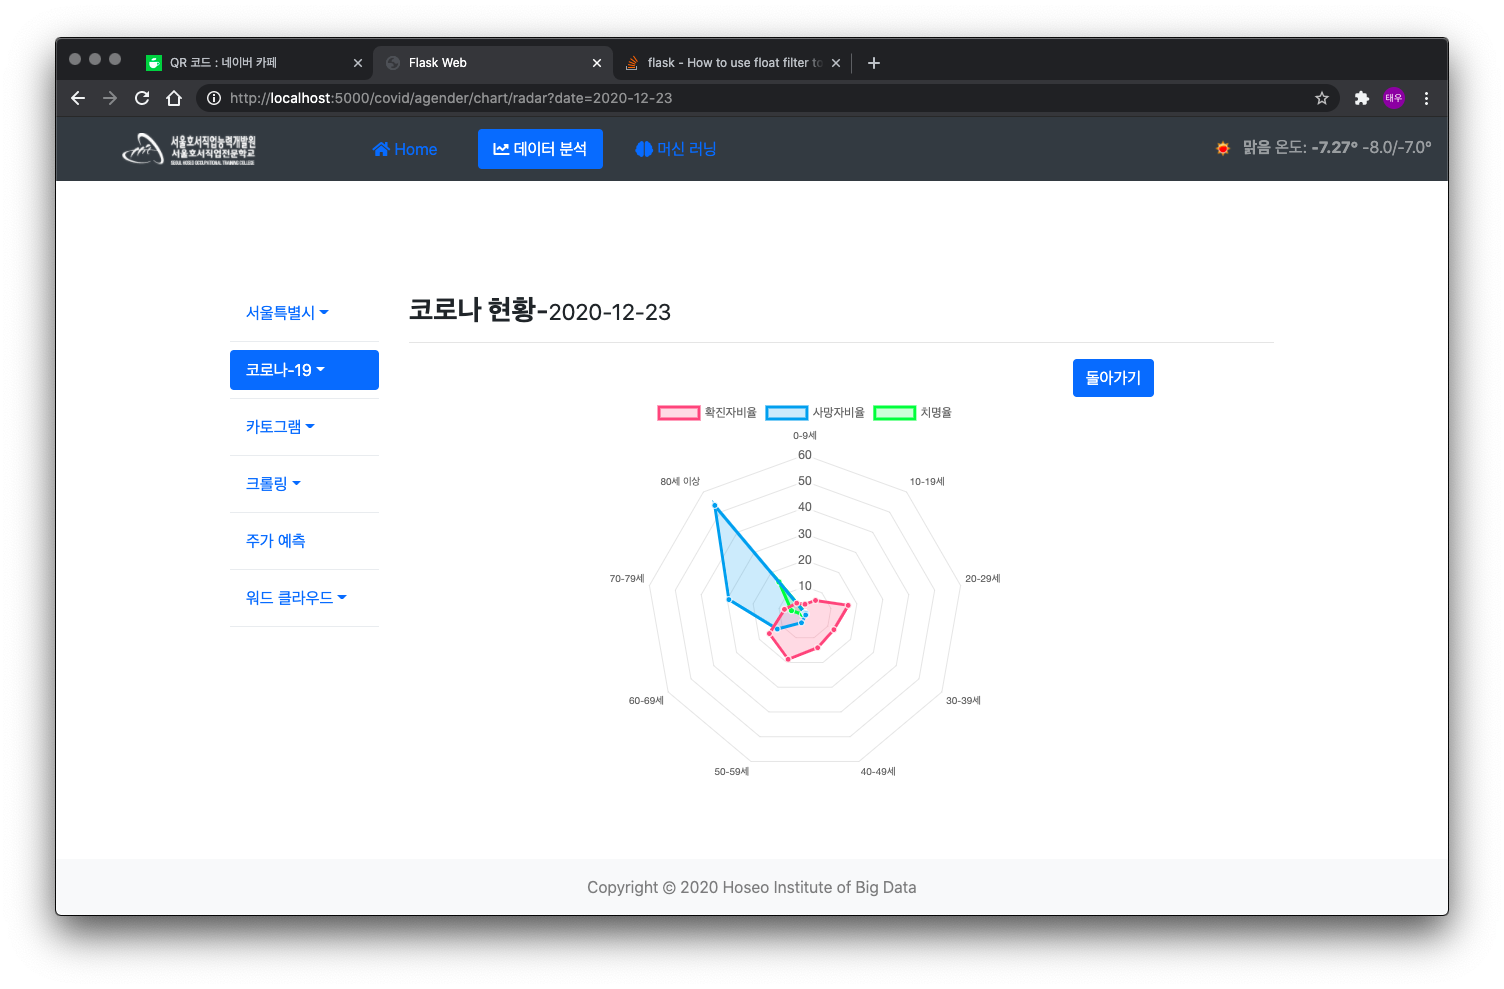 QR 코드 : 네이버 카페
Flask Web
flask - How to use float filter to
http://localhost:5000/covid/agender/chart/radar?date=2020-12-23
태우
서울호서직업능력개발원
서울호서직업전문학교
SEOUL HOSEO OCCUPATIONAL TRAINING COLLEGE
Home
데이터 분석
머신 러닝
맑음 온도: -7.27° -8.0/-7.0°
서울특별시
코로나-19
카토그램
크롤링
주가 예측
워드 클라우드
코로나 현황-2020-12-23
돌아가기
확진자비율 사망자비율 치명율
0-9세
60
50
40
30
20
10
10-19세
20-29세
30-39세
40-49세
50-59세
60-69세
70-79세
80세 이상
Copyright © 2020 Hoseo Institute of Big Data